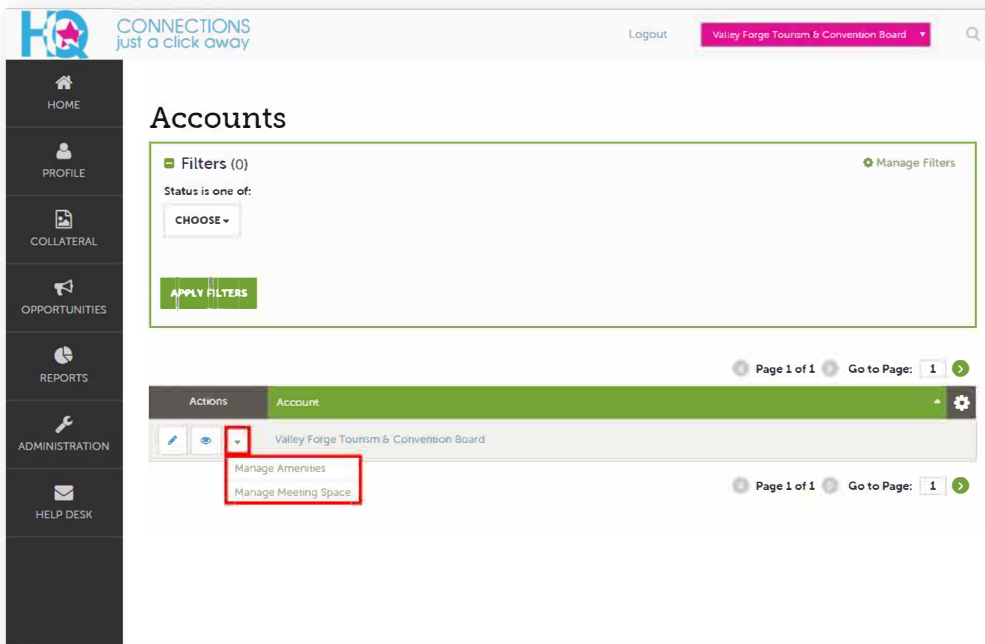 HQ CONNECTIONS
just a click away
Logout
Valley Forge Tourism & Convention Board
HOME
PROFILE
COLLATERAL
OPPORTUNITIES
REPORTS
ADMINISTRATION
HELP DESK
Accounts
Filters (0)
Manage Filters
Status is one of:
CHOOSE
APPLY FILTERS
Page 1 of 1 Go to Page: 1
Actions Account
Valley Forge Tourism & Convention Board
Manage Amenities
Manage Meeting Space
Page 1 of 1 Go to Page: 1